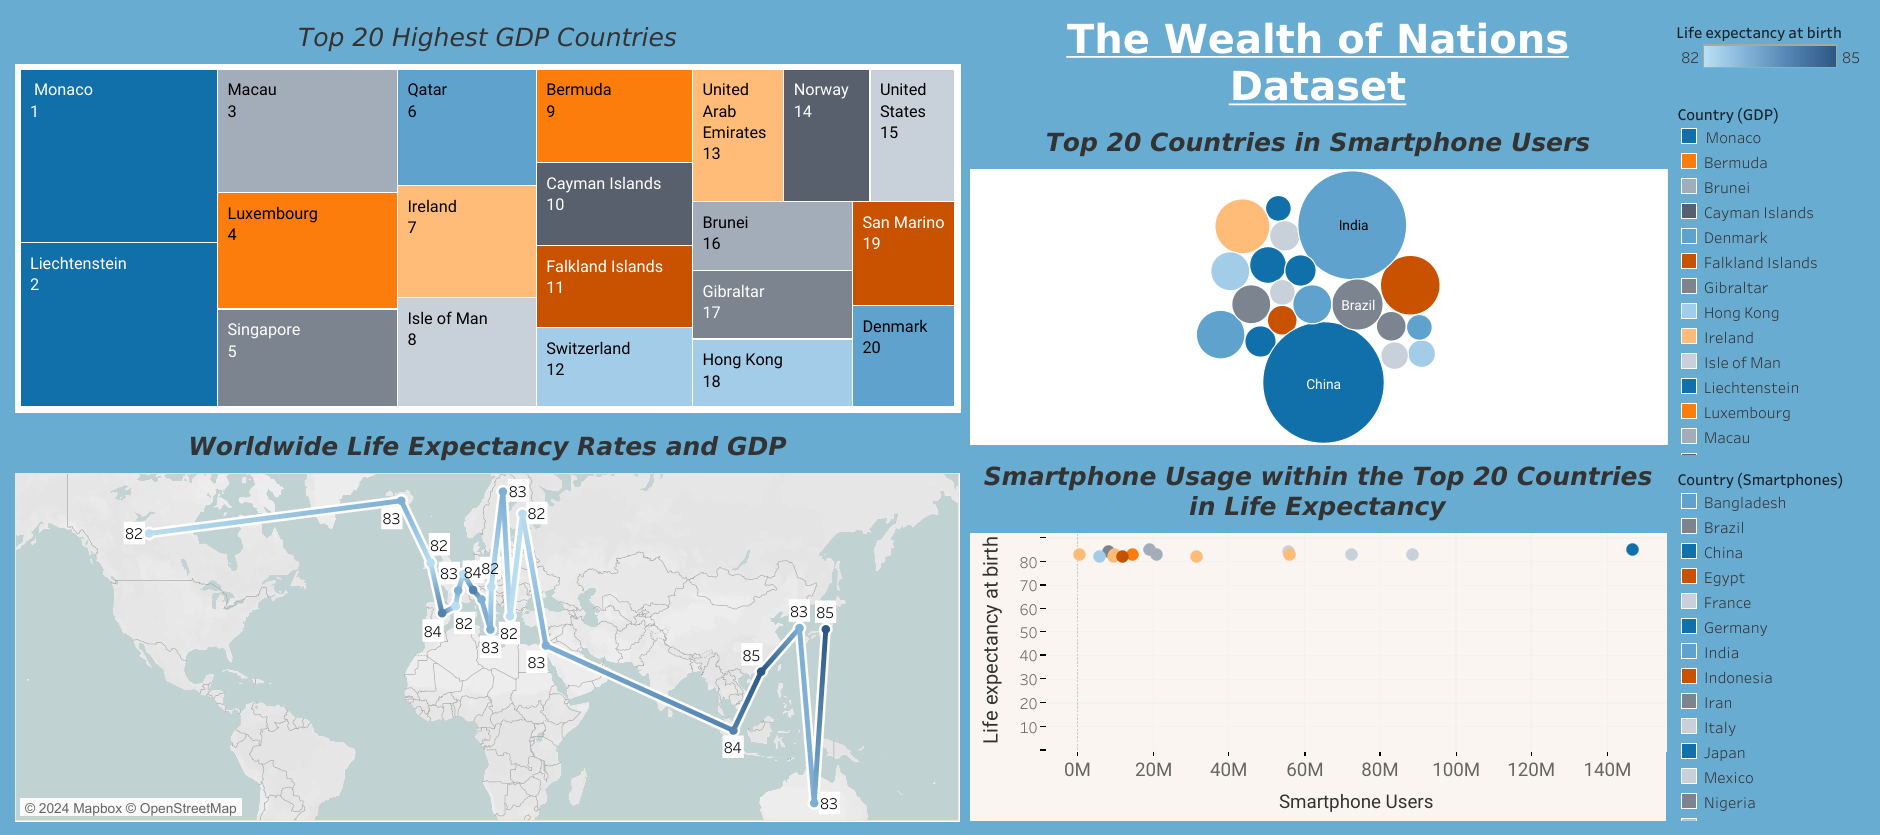 Top 20 Highest GDP Countries
Monaco
1
Liechtenstein
2
Macau
3
Luxembourg
4
Singapore
5
Qatar
6
Ireland
7
Isle of Man
8
Bermuda
9
Cayman Islands
10
Falkland Islands
11
Switzerland
12
United
Arab
Emirates
13
Norway
14
United
States
15
Brunei
16
Gibraltar
17
Hong Kong
18
San Marino
19
Denmark
20
The Wealth of Nations
Dataset
Top 20 Countries in Smartphone Users
India
Brazil
China
Life expectancy at birth
82
85
Country (GDP)
Monaco
Bermuda
Brunei
Cayman Islands
Denmark
Falkland Islands
Gibraltar
Hong Kong
Ireland
Isle of Man
Liechtenstein
Luxembourg
Macau
Worldwide Life Expectancy Rates and GDP
82
83
82
83
84
82
83
82
84
82
83
82
83
84
85
83
85
83
© 2024 Mapbox © OpenStreetMap
Smartphone Usage within the Top 20 Countries
in Life Expectancy
Life expectancy at birth
80
70
60
50
40
30
20
10
0M
20M
40M
60M
80M
100M
120M
140M
Smartphone Users
Country (Smartphones)
Bangladesh
Brazil
China
Egypt
France
Germany
India
Indonesia
Iran
Italy
Japan
Mexico
Nigeria